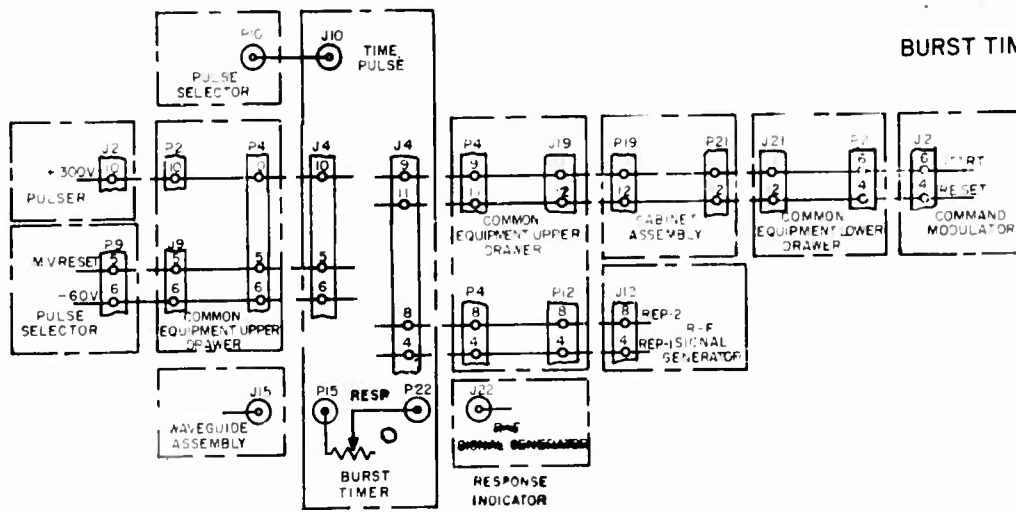 BURST TIM
P10 J10
TIME
PULSE
PULSE
SELECTOR
J2 P2 P4 J4 J4 P4 J19 P19 P21 J21 P21 J2
+300V 10 10 10 10 9 9 12 6 6
11 11 12 12 2 2 4 4 RESET
PULSER
COMMON
EQUIPMENT UPPER
DRAWER
CABINET
ASSEMBLY
COMMON
EQUIPMENT LOWER
DRAWER
COMMAND
MODULATOR
P9 J9
M.V RESET 5 5 5 5
-60V 6 6 6 6
PULSE
SELECTOR
COMMON
EQUIPMENT UPPER
DRAWER
P4 P12 J12
8 8 8 8 REP-2
4 4 4 4 REP-1
R-F
SIGNAL
GENERATOR
J15 P15 RESP P22 J22
WAVEGUIDE
ASSEMBLY
R-F
SIGNAL GENERATOR
BURST
TIMER
RESPONSE
INDICATOR